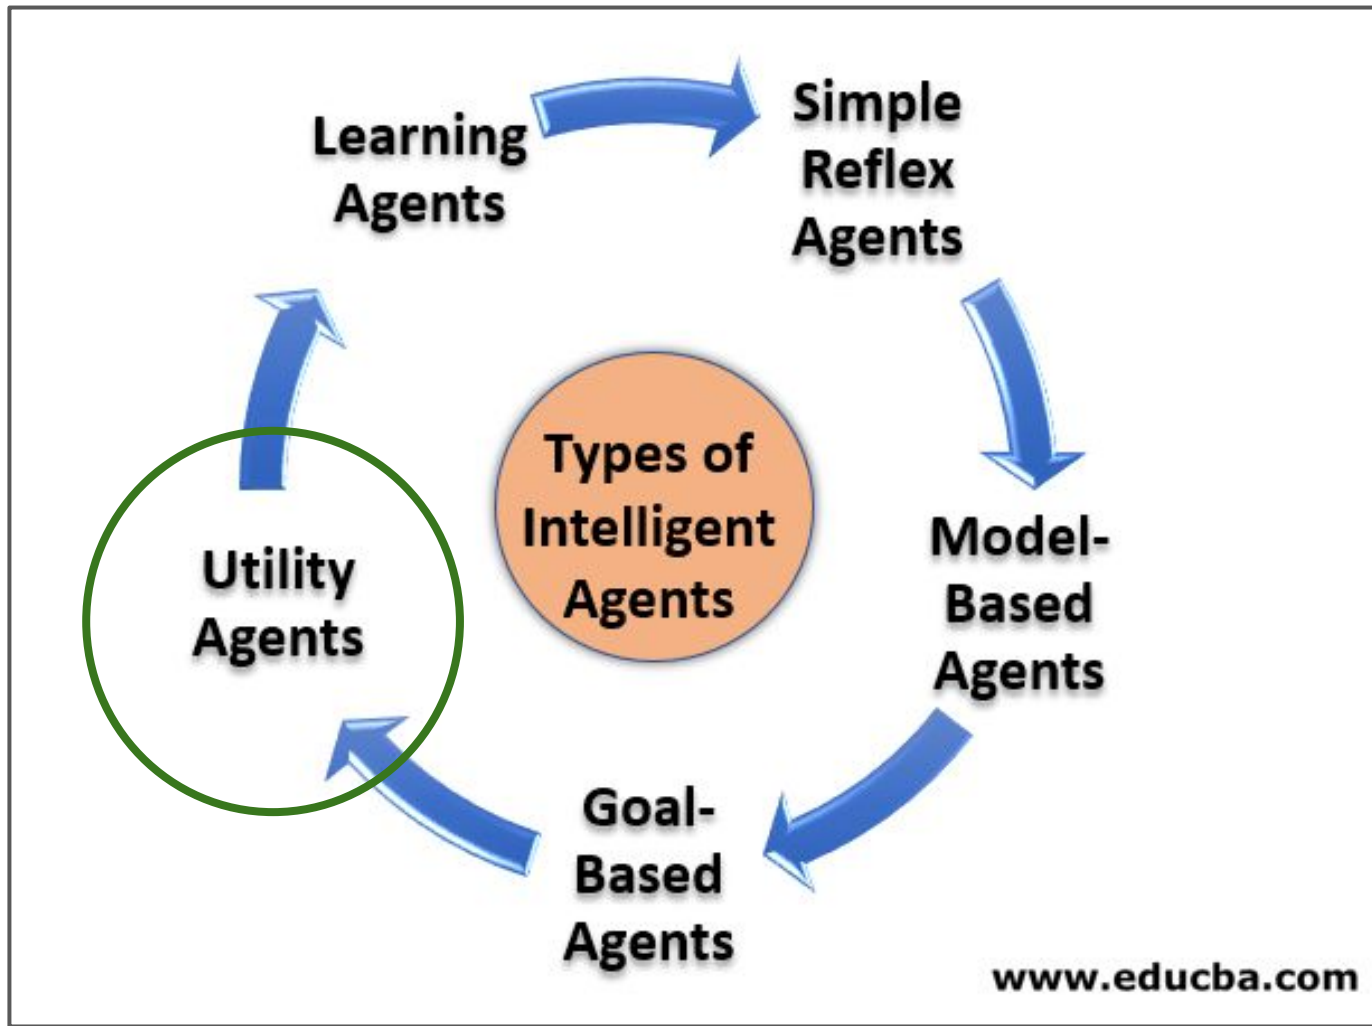 Learning
Agents
Simple
Reflex
Agents
Types of
Intelligent
Agents
Model-
Based
Agents
Utility
Agents
Goal-
Based
Agents
www.educba.com